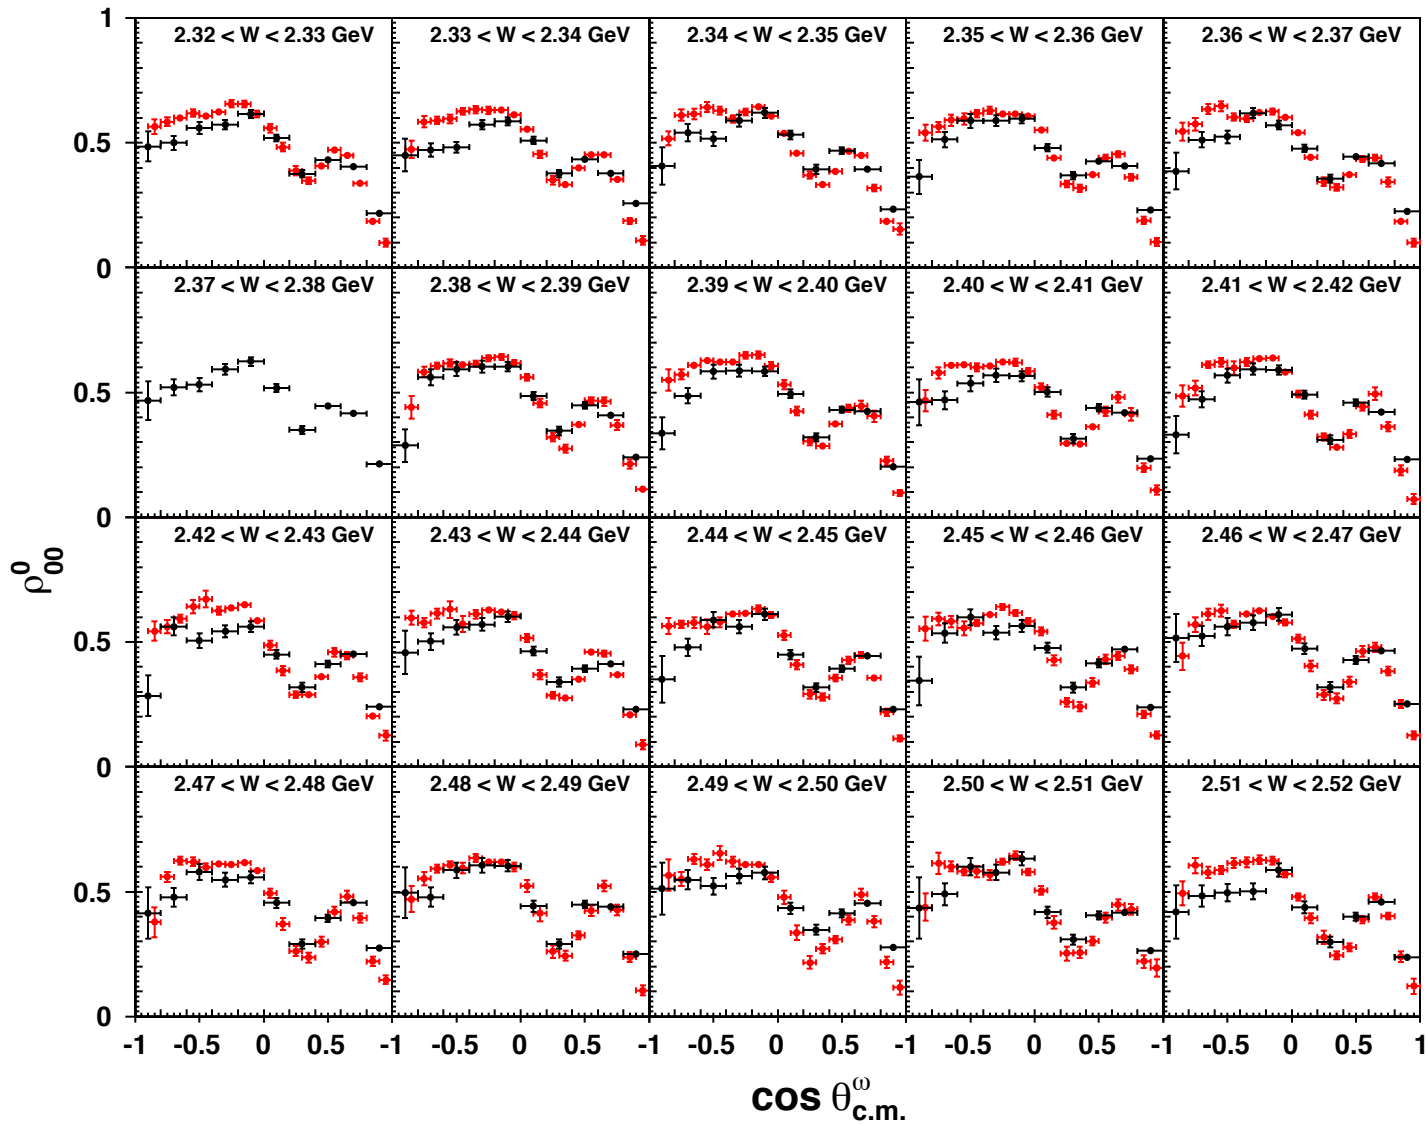 1 2.32 < W < 2.33 GeV 2.33 < W < 2.34 GeV 2.34 < W < 2.35 GeV 2.35 < W < 2.36 GeV 2.36 < W < 2.37 GeV
0.5
0
2.37 < W < 2.38 GeV 2.38 < W < 2.39 GeV 2.39 < W < 2.40 GeV 2.40 < W < 2.41 GeV 2.41 < W < 2.42 GeV
0.5
0
2.42 < W < 2.43 GeV 2.43 < W < 2.44 GeV 2.44 < W < 2.45 GeV 2.45 < W < 2.46 GeV 2.46 < W < 2.47 GeV
ρ⁰₀₀
0.5
0
2.47 < W < 2.48 GeV 2.48 < W < 2.49 GeV 2.49 < W < 2.50 GeV 2.50 < W < 2.51 GeV 2.51 < W < 2.52 GeV
0.5
0
-1 -0.5 0 0.5 -1 -0.5 0 0.5 -1 -0.5 0 0.5 -1 -0.5 0 0.5 -1 -0.5 0 0.5 1
cos θ^ω_c.m.